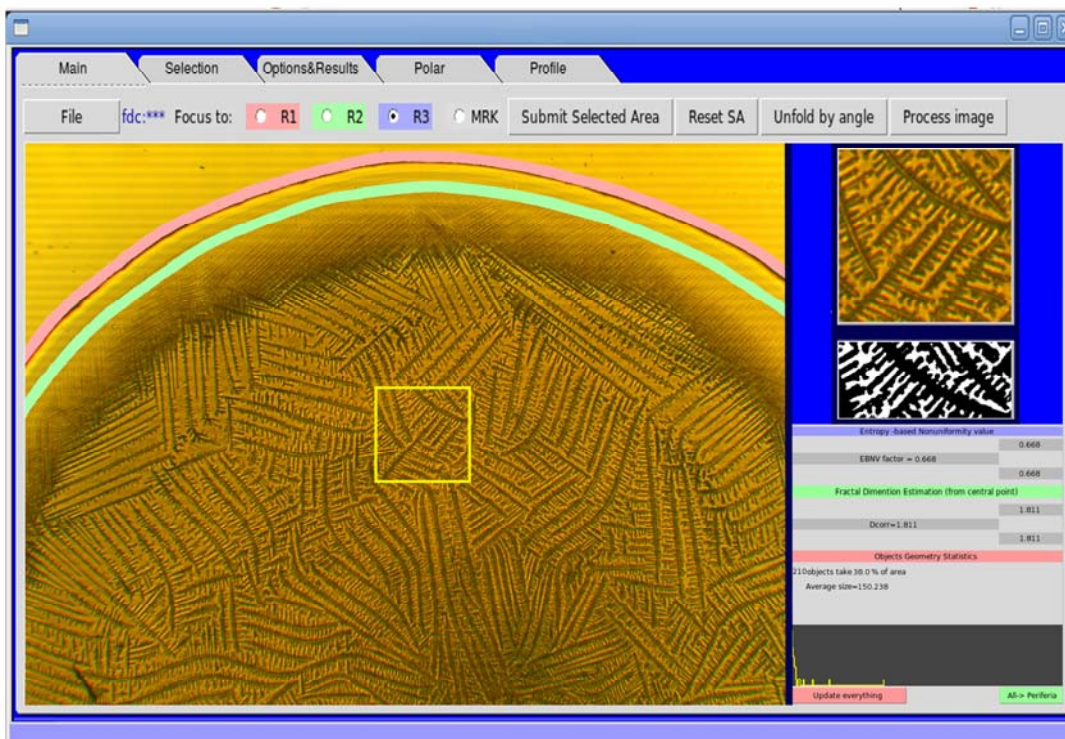 Main Selection Options&Results Polar Profile
File fdc:*** Focus to: R1 R2 R3 MRK Submit Selected Area Reset SA Unfold by angle Process image
Entropy -based Nonuniformity value
0.668
EBNV factor = 0.668
0.668
Fractal Dimention Estimation (from central point)
1.811
Dcorr=1.811
1.811
Objects Geometry Statistics
210objects take 38.0 % of area
Average size=150.238
Update everything All-> Periferia